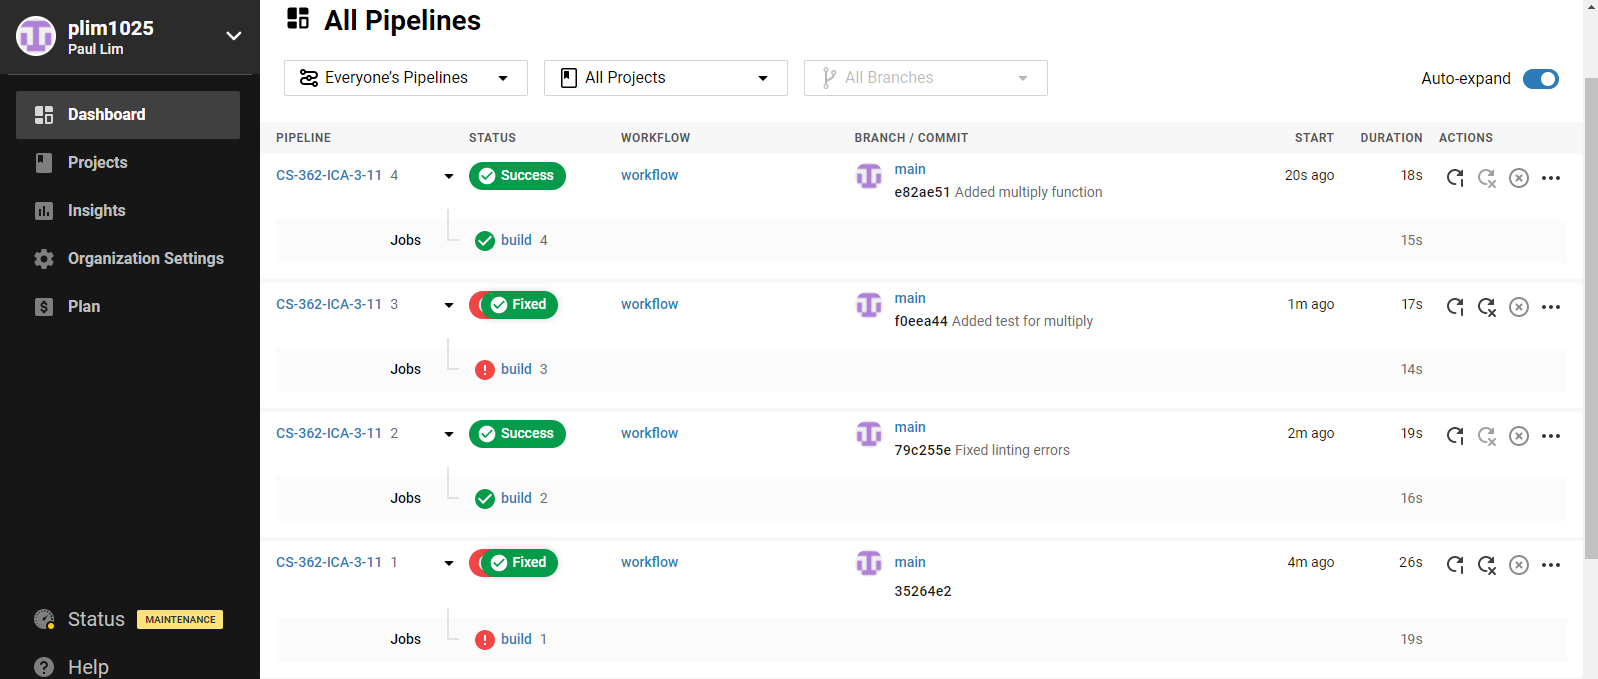 plim1025
Paul Lim
Dashboard
Projects
Insights
Organization Settings
Plan
Status MAINTENANCE
Help
All Pipelines
Everyone’s Pipelines All Projects All Branches Auto-expand
PIPELINE STATUS WORKFLOW BRANCH / COMMIT START DURATION ACTIONS
CS-362-ICA-3-11 4 Success workflow main 20s ago 18s
e82ae51 Added multiply function
Jobs build 4 15s
CS-362-ICA-3-11 3 Fixed workflow main 1m ago 17s
f0eea44 Added test for multiply
Jobs build 3 14s
CS-362-ICA-3-11 2 Success workflow main 2m ago 19s
79c255e Fixed linting errors
Jobs build 2 16s
CS-362-ICA-3-11 1 Fixed workflow main 4m ago 26s
35264e2
Jobs build 1 19s